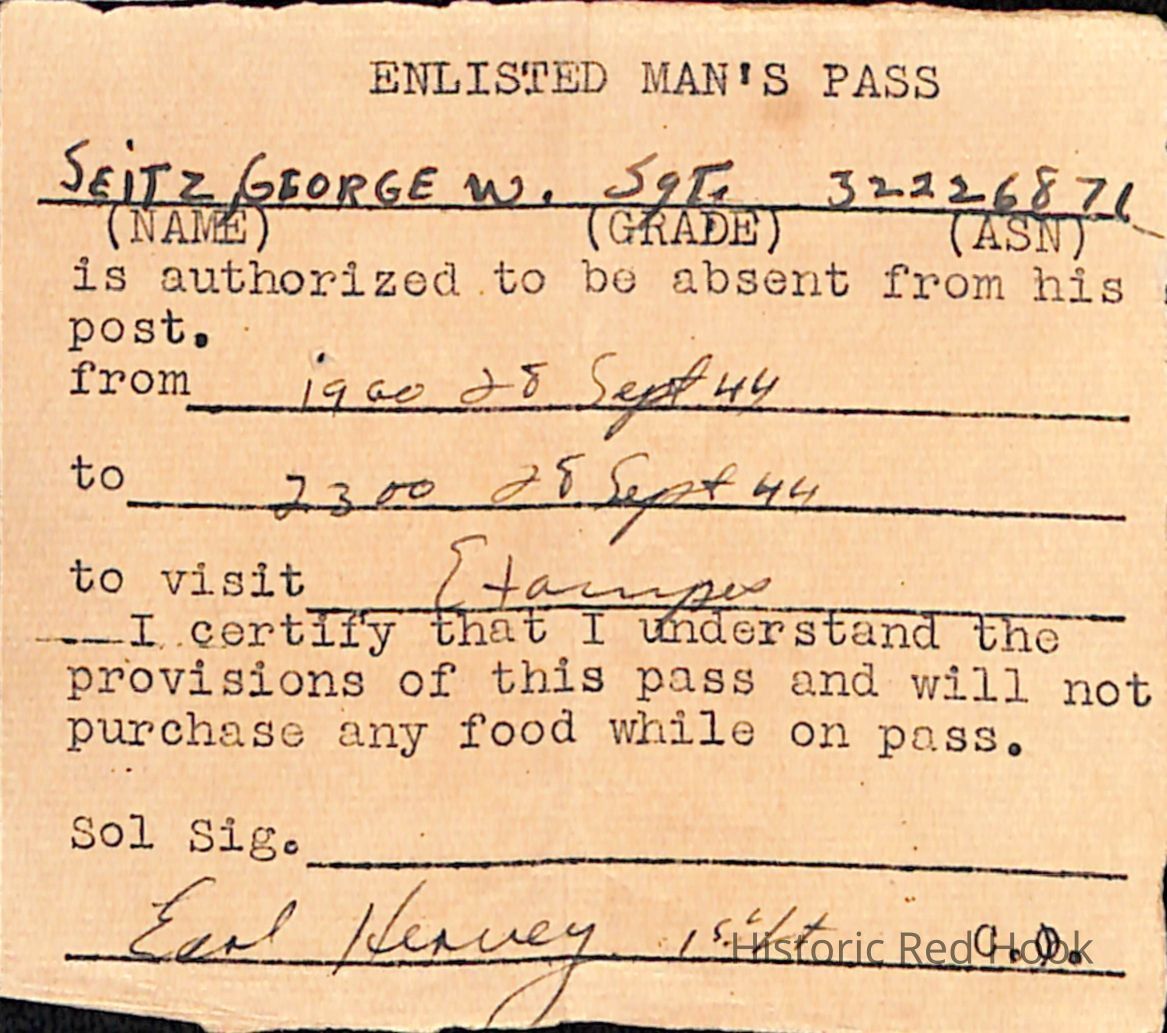 ENLISTED MAN'S PASS
SEITZ GEORGE W. Sgt. 32226871
(NAME) (GRADE) (ASN)
is authorized to be absent from his
post.
from 1900 28 Sept 44
to 2300 28 Sept 44
to visit Etampes
I certify that I understand the
provisions of this pass and will not
purchase any food while on pass.
Sol Sig.
Earl Hervey 1st Lt C.O.
Historic Red Hook